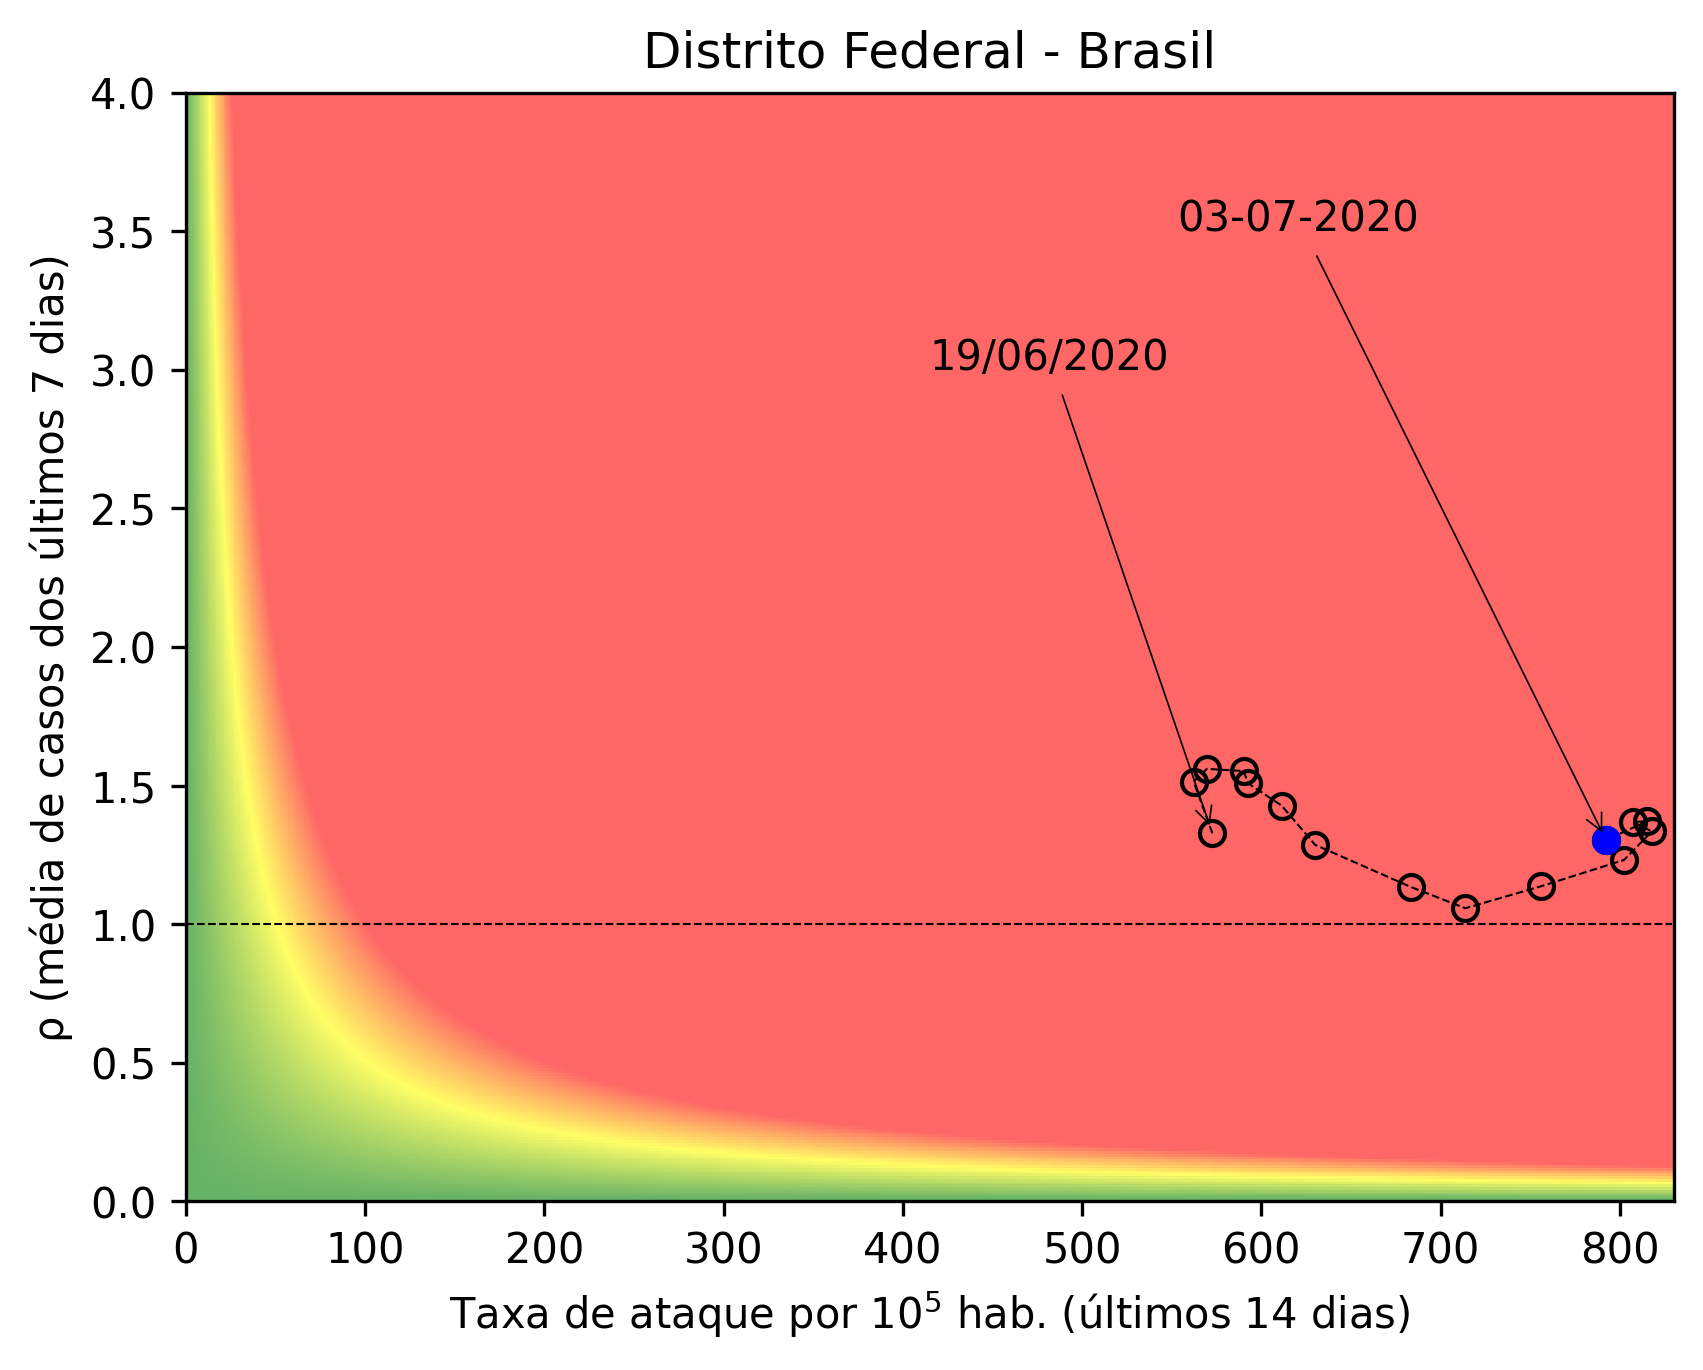 Distrito Federal - Brasil
4.0
3.5
3.0
2.5
2.0
1.5
1.0
0.5
0.0
ρ (média de casos dos últimos 7 dias)
03-07-2020
19/06/2020
0 100 200 300 400 500 600 700 800
Taxa de ataque por 10⁵ hab. (últimos 14 dias)